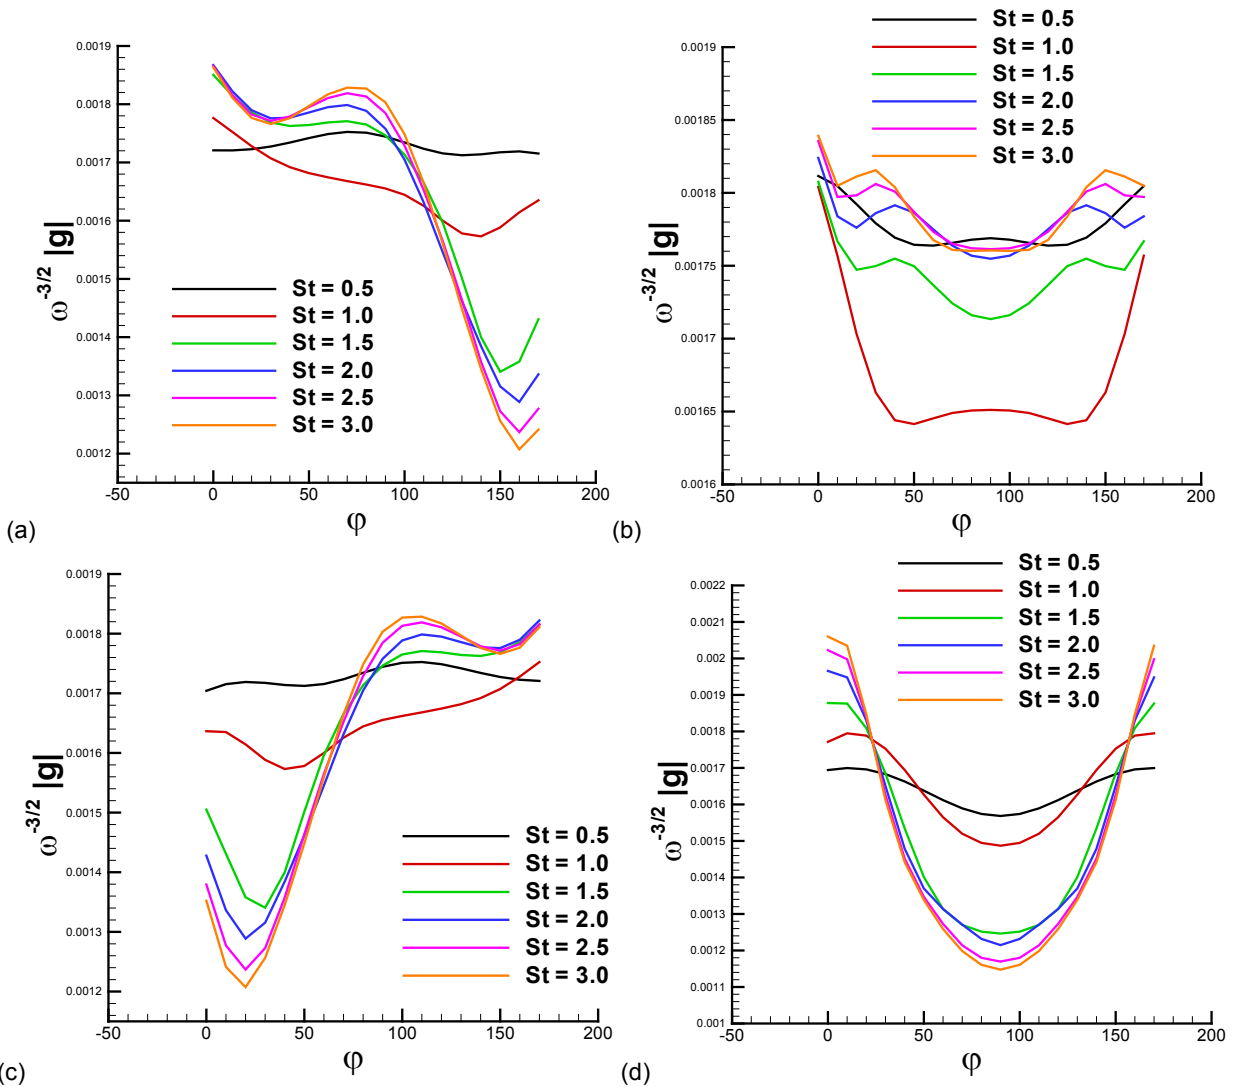 St = 0.5
St = 1.0
St = 1.5
St = 2.0
St = 2.5
St = 3.0
0.0019
0.0018
0.0017
0.0016
0.0015
0.0014
0.0013
0.0012
ω-3/2 |g|
-50 0 50 100 150 200
φ
(a)
St = 0.5
St = 1.0
St = 1.5
St = 2.0
St = 2.5
St = 3.0
0.0019
0.00185
0.0018
0.00175
0.0017
0.00165
0.0016
ω-3/2 |g|
-50 0 50 100 150 200
φ
(b)
0.0019
0.0018
0.0017
0.0016
0.0015
0.0014
0.0013
0.0012
ω-3/2 |g|
St = 0.5
St = 1.0
St = 1.5
St = 2.0
St = 2.5
St = 3.0
-50 0 50 100 150 200
φ
(c)
St = 0.5
St = 1.0
St = 1.5
St = 2.0
St = 2.5
St = 3.0
0.0022
0.0021
0.002
0.0019
0.0018
0.0017
0.0016
0.0015
0.0014
0.0013
0.0012
0.0011
0.001
ω-3/2 |g|
-50 0 50 100 150 200
φ
(d)